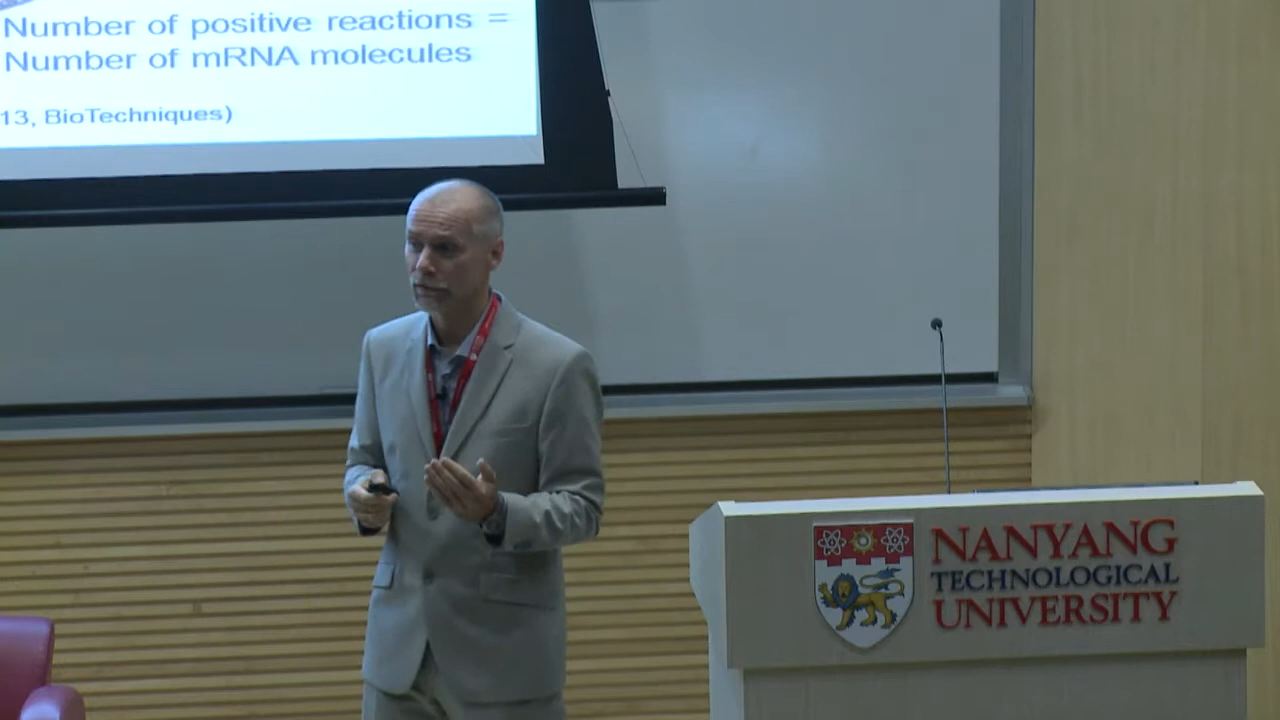 Number of positive reactions =
Number of mRNA molecules
13, BioTechniques)
NANYANG
TECHNOLOGICAL
UNIVERSITY